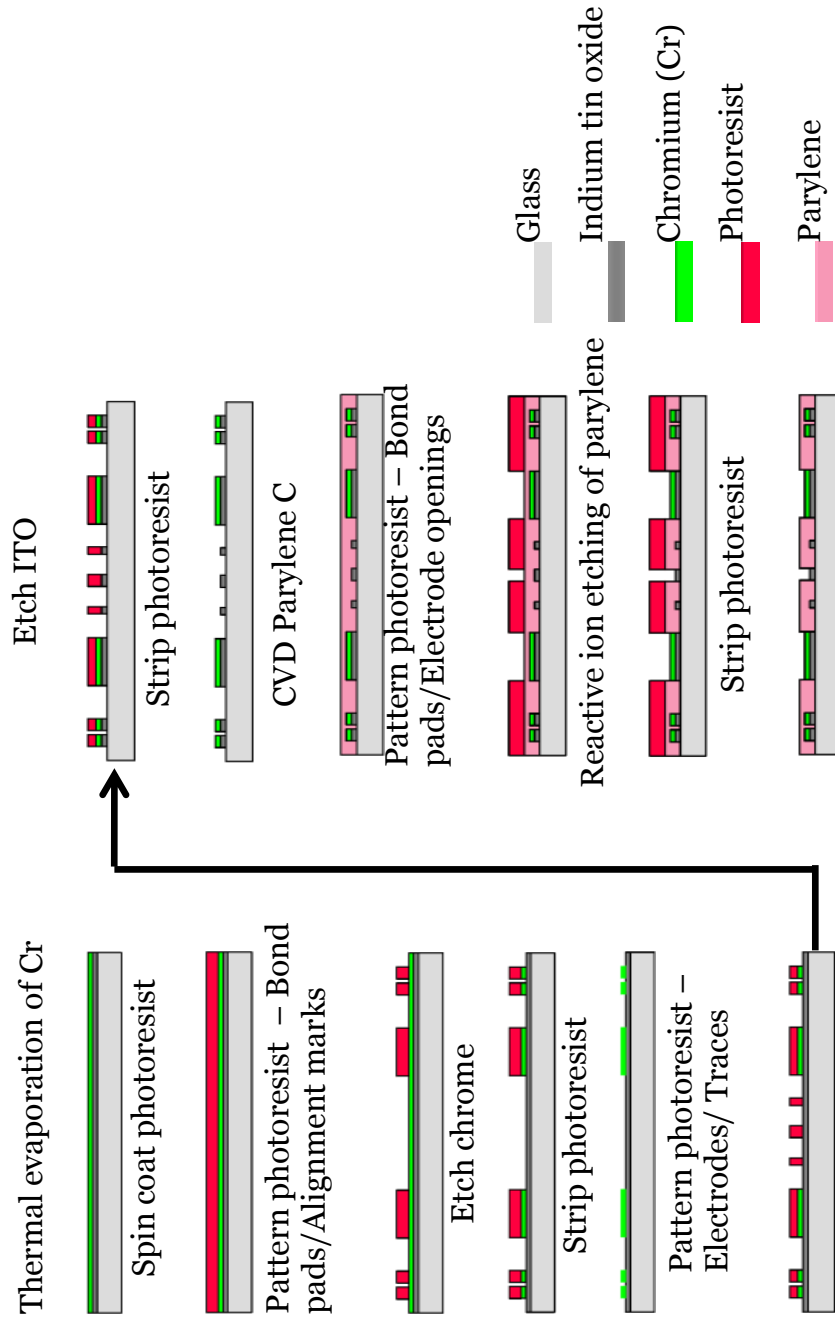 Thermal evaporation of Cr
Spin coat photoresist
Pattern photoresist – Bond
pads/Alignment marks
Etch chrome
Strip photoresist
Pattern photoresist –
Electrodes/ Traces
Etch ITO
Strip photoresist
CVD Parylene C
Pattern photoresist – Bond
pads/Electrode openings
Reactive ion etching of parylene
Strip photoresist
Glass
Indium tin oxide
Chromium (Cr)
Photoresist
Parylene